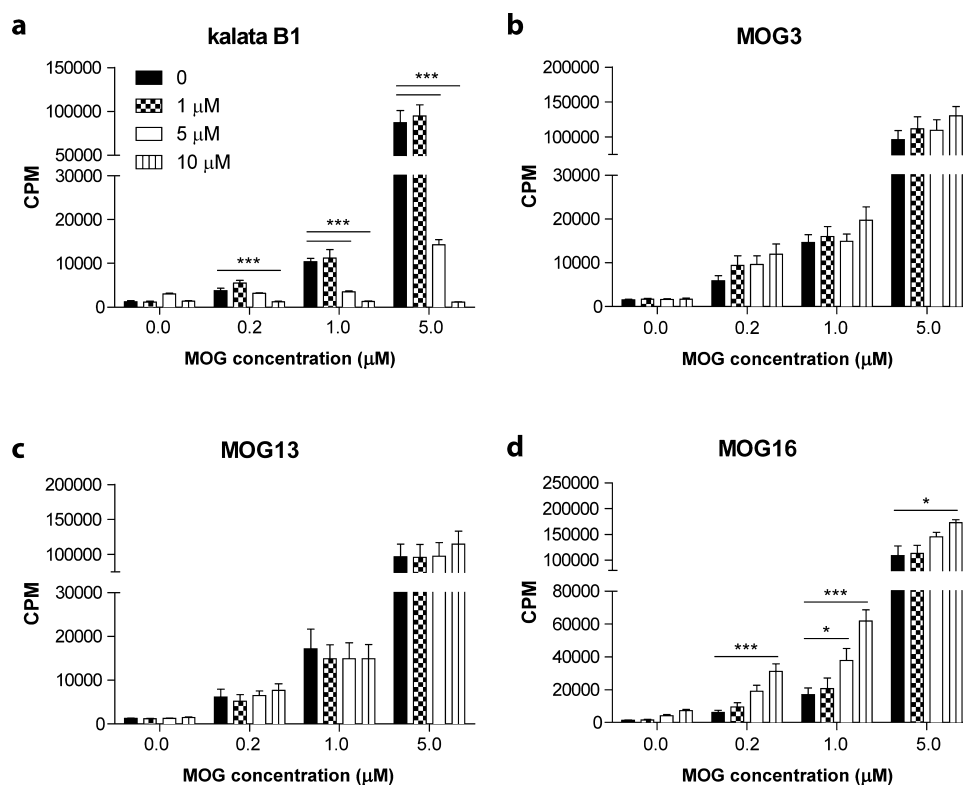 a
kalata B1
150000
100000
50000
30000
20000
10000
0
CPM
0
1 μM
5 μM
10 μM
***
***
***
0.0 0.2 1.0 5.0
MOG concentration (μM)
b
MOG3
150000
100000
30000
20000
10000
0
CPM
0.0 0.2 1.0 5.0
MOG concentration (μM)
c
MOG13
200000
150000
100000
30000
20000
10000
0
CPM
0.0 0.2 1.0 5.0
MOG concentration (μM)
d
MOG16
250000
200000
150000
100000
80000
60000
40000
20000
0
CPM
***
***
*
*
0.0 0.2 1.0 5.0
MOG concentration (μM)